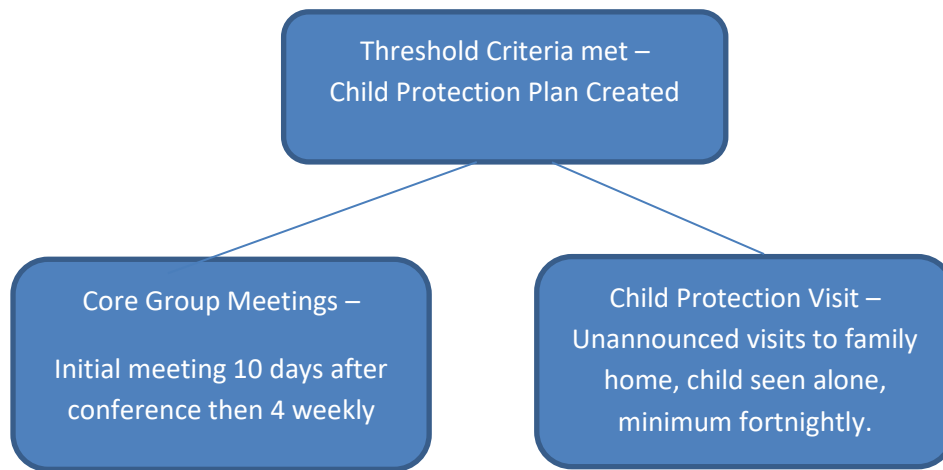 Threshold Criteria met –
Child Protection Plan Created
Core Group Meetings –
Initial meeting 10 days after
conference then 4 weekly
Child Protection Visit –
Unannounced visits to family
home, child seen alone,
minimum fortnightly.